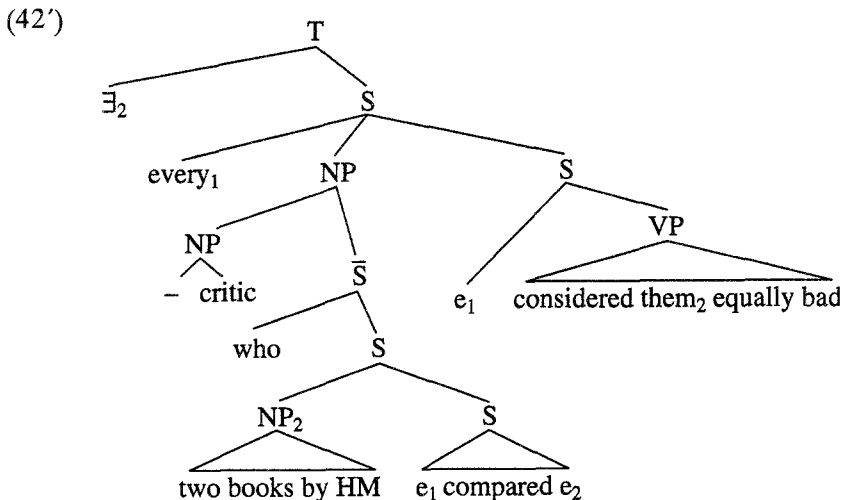 (42′)
T
∃₂
S
every₁
NP
S
NP
S̄
VP
– critic
e₁
considered them₂ equally bad
who
S
NP₂
S
two books by HM
e₁ compared e₂